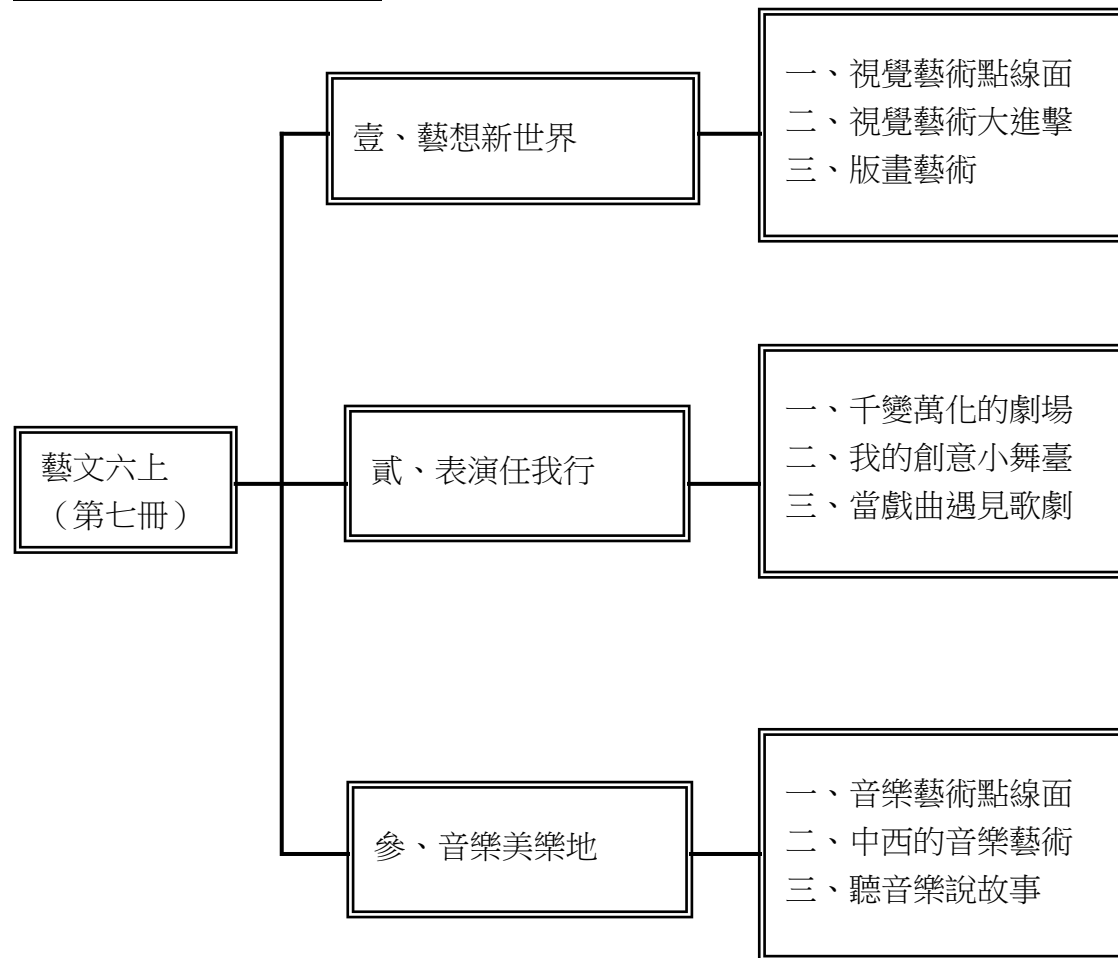 藝文六上
（第七冊）
壹、藝想新世界
一、視覺藝術點線面
二、視覺藝術大進擊
三、版畫藝術
貳、表演任我行
一、千變萬化的劇場
二、我的創意小舞臺
三、當戲曲遇見歌劇
參、音樂美樂地
一、音樂藝術點線面
二、中西的音樂藝術
三、聽音樂說故事